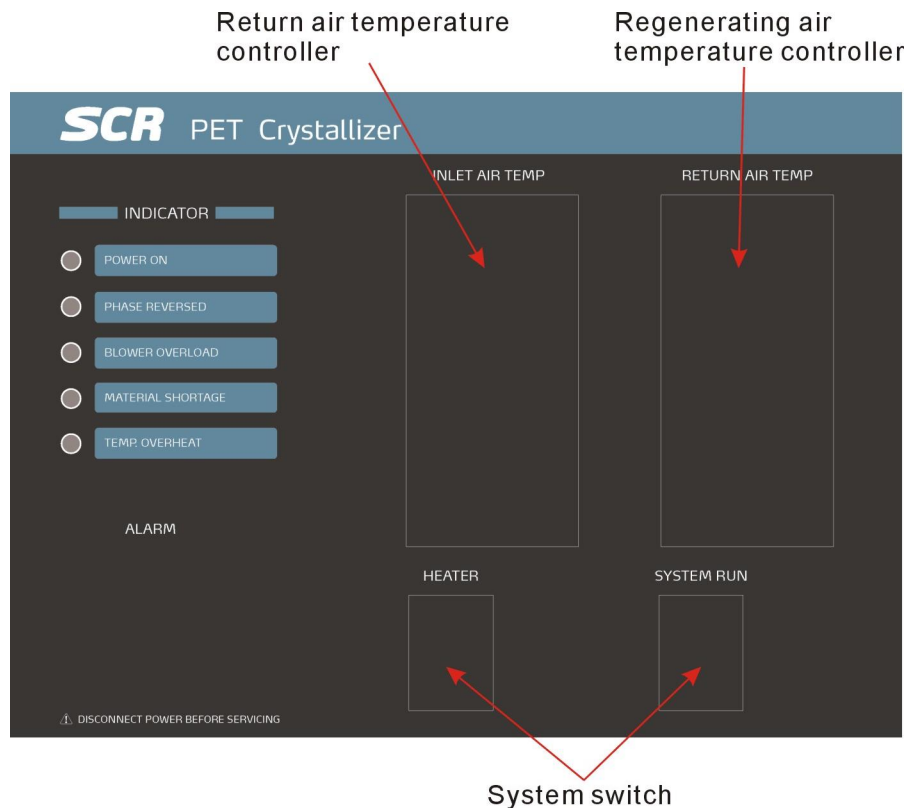 Return air temperature
controller
Regenerating air
temperature controller
SCR PET Crystallizer
INLET AIR TEMP
RETURN AIR TEMP
INDICATOR
POWER ON
PHASE REVERSED
BLOWER OVERLOAD
MATERIAL SHORTAGE
TEMP. OVERHEAT
ALARM
HEATER
SYSTEM RUN
DISCONNECT POWER BEFORE SERVICING
System switch